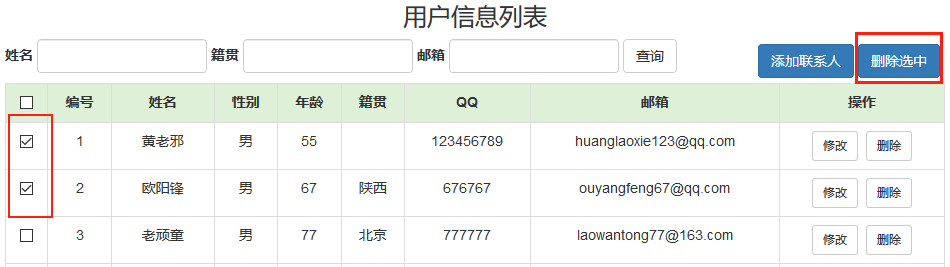 用户信息列表
姓名 籍贯 邮箱 查询 添加联系人 删除选中
编号 姓名 性别 年龄 籍贯 QQ 邮箱 操作
1 黄老邪 男 55 123456789 huanglaoxie123@qq.com 修改 删除
2 欧阳锋 男 67 陕西 676767 ouyangfeng67@qq.com 修改 删除
3 老顽童 男 77 北京 777777 laowantong77@163.com 修改 删除